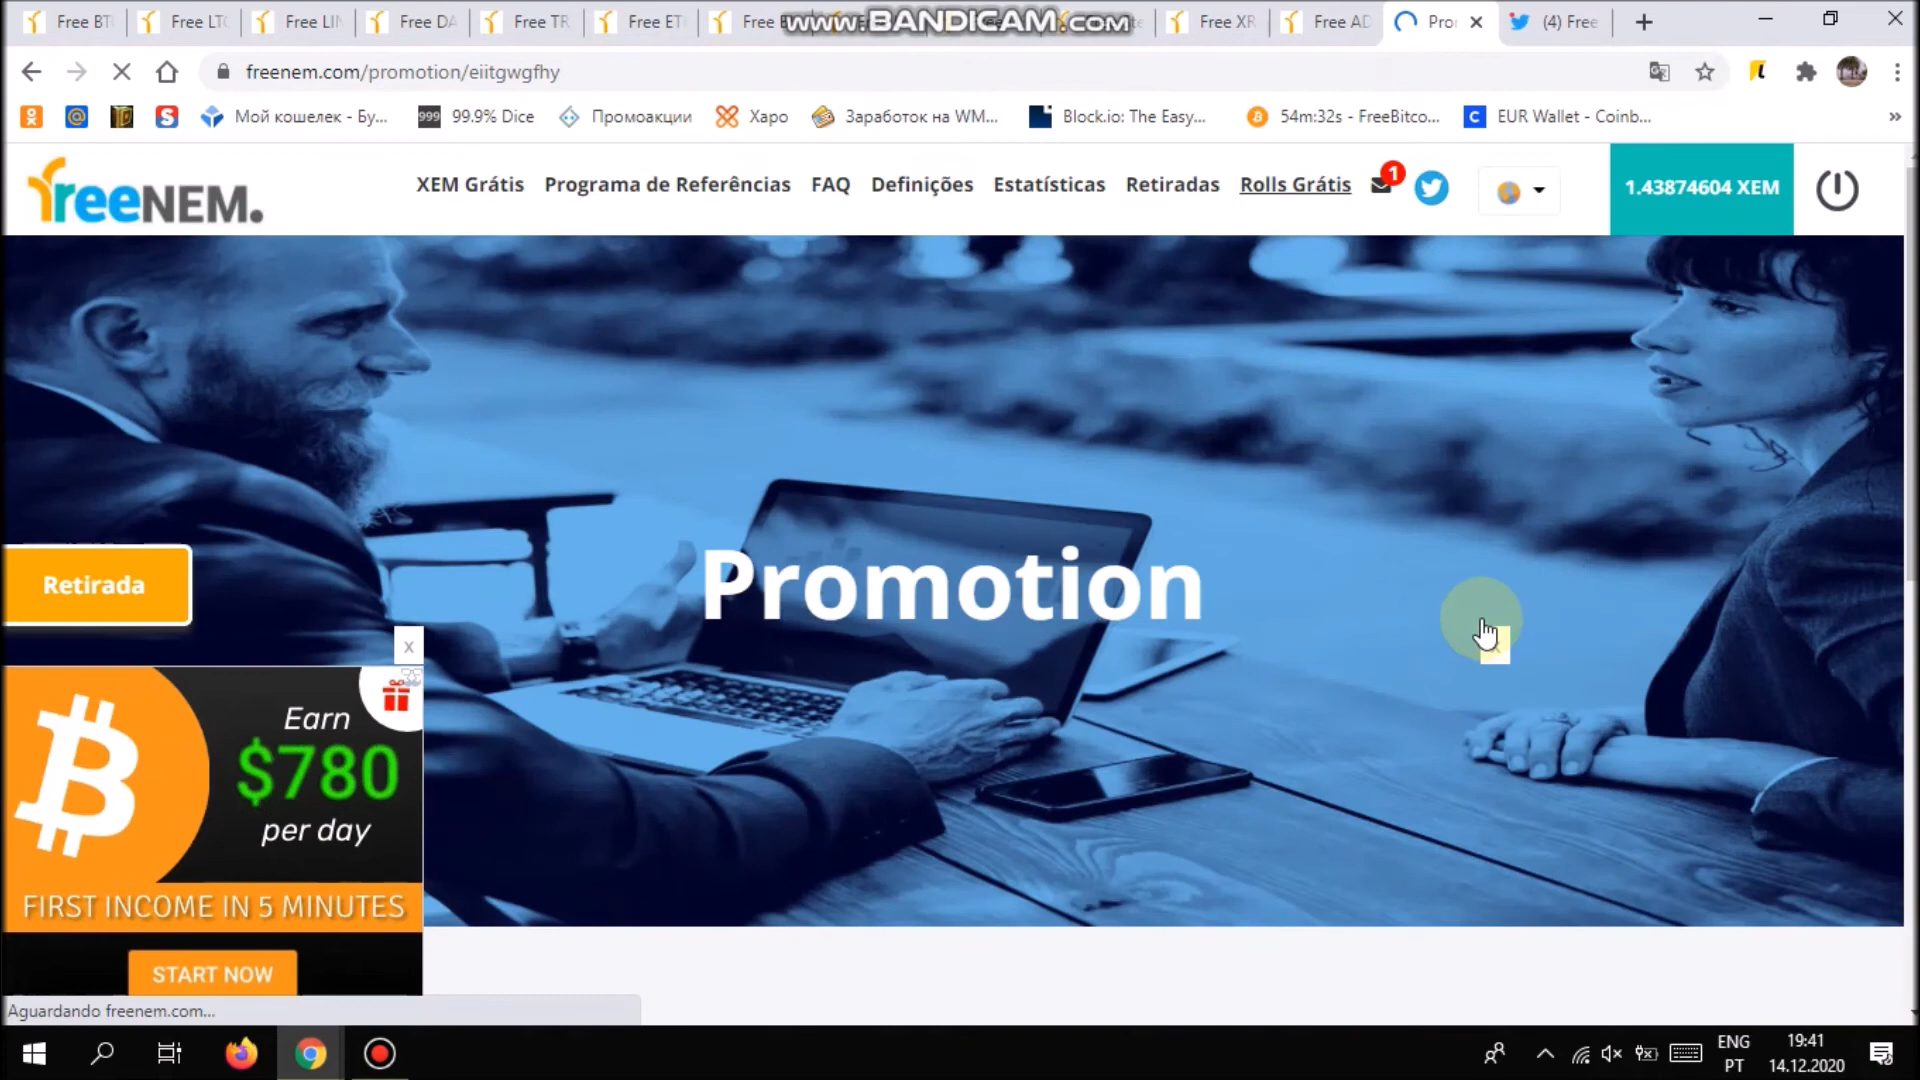 Free BT
Free LT
Free LIN
Free DA
Free TR
Free ET
Free
www.BANDICAM.com
Free XR
Free AD
Pro
(4) Free
freenem.com/promotion/eiitgwgfhy
Мой кошелек - Бу...
999
99.9% Dice
Промоакции
Харо
Заработок на WM...
Block.io: The Easy...
54m:32s - FreeBitco...
EUR Wallet - Coinb...
freeNEM.
XEM Grátis
Programa de Referências
FAQ
Definições
Estatísticas
Retiradas
Rolls Grátis
1
1.43874604 XEM
Promotion
Retirada
x
Earn
$780
per day
FIRST INCOME IN 5 MINUTES
START NOW
Aguardando freenem.com...
ENG
PT
19:41
14.12.2020